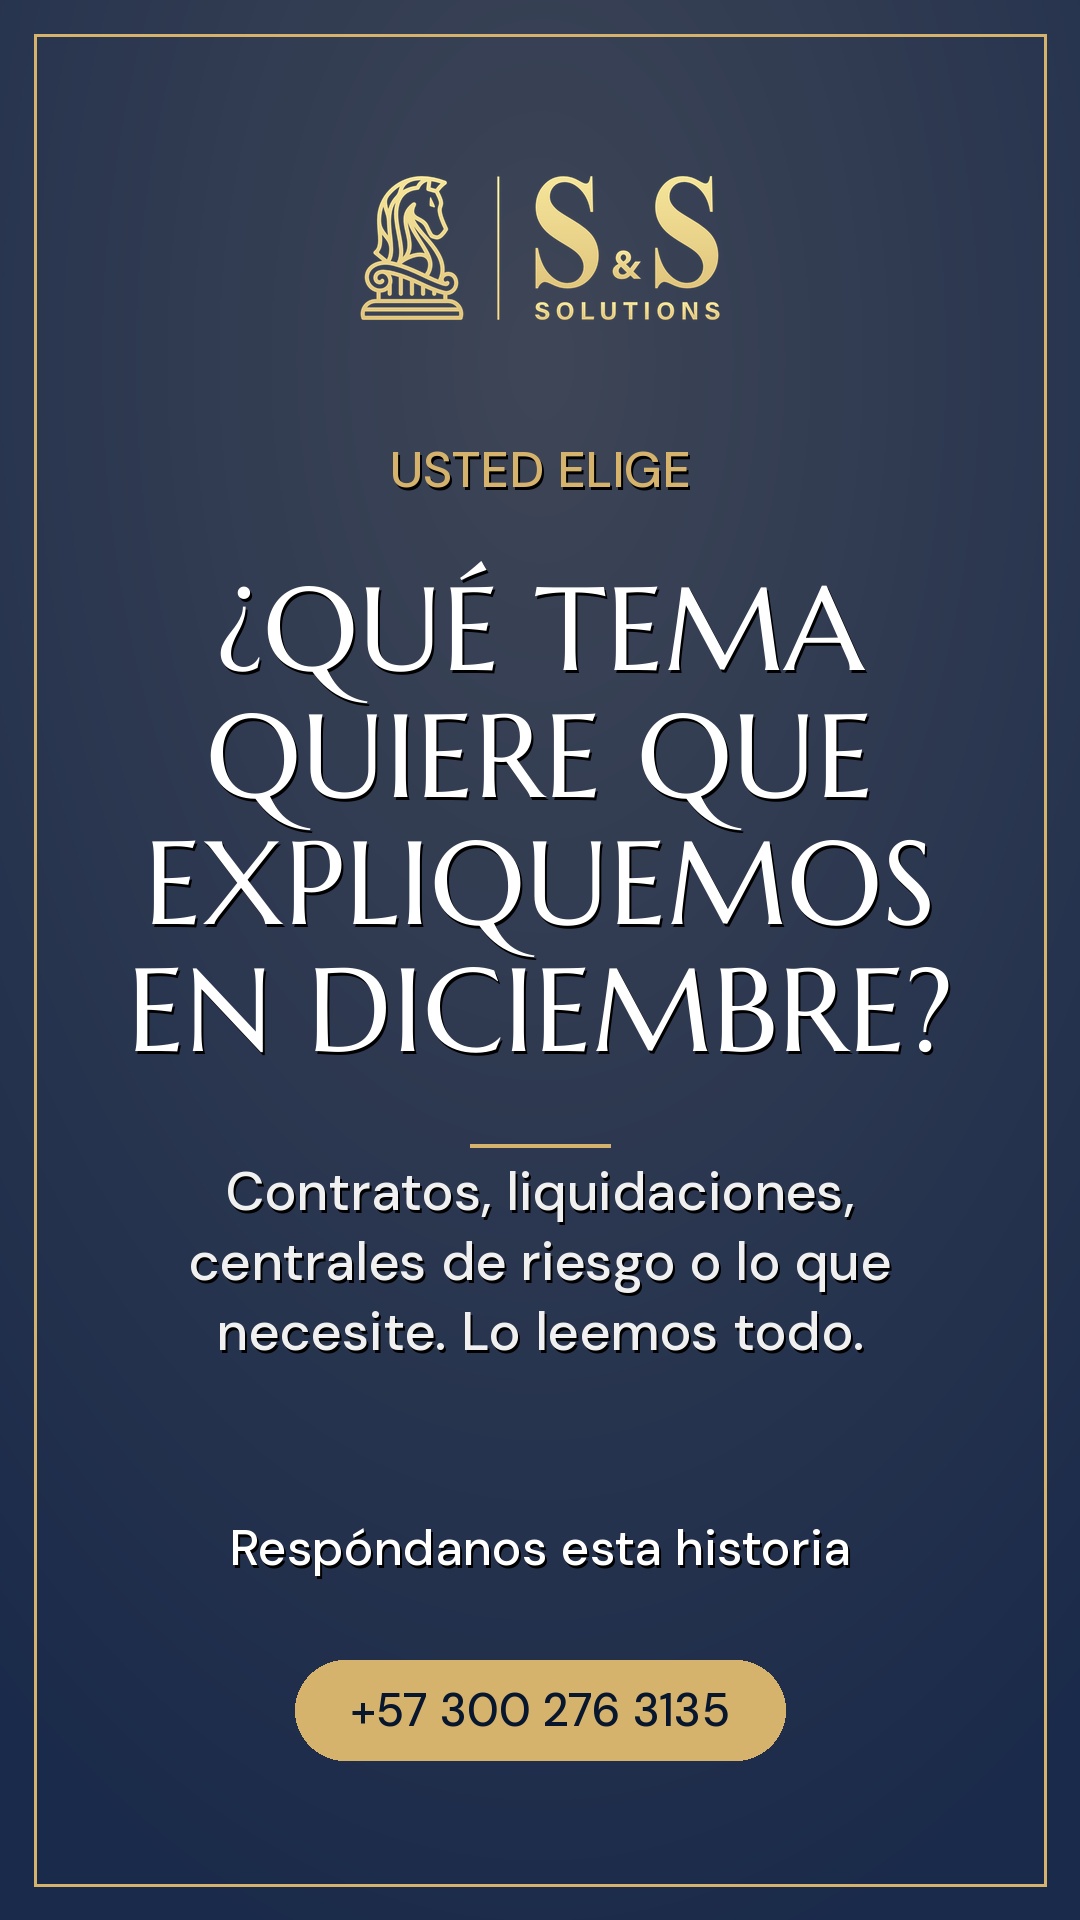 S&S
SOLUTIONS
USTED ELIGE
¿QUÉ TEMA
QUIERE QUE
EXPLIQUEMOS
EN DICIEMBRE?
Contratos, liquidaciones,
centrales de riesgo o lo que
necesite. Lo leemos todo.
Respóndanos esta historia
+57 300 276 3135